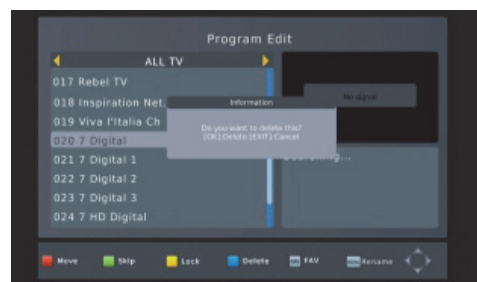 Program Edit
ALL TV
017 Rebel TV
018 Inspiration Net.
019 Viva l'Italia Ch
020 7 Digital
021 7 Digital 1
022 7 Digital 2
023 7 Digital 3
024 7 HD Digital
No signal
Information
Do you want to delete this?
[OK] Delete [EXIT] Cancel
Searching...
Move Skip Lock Delete FAV Rename